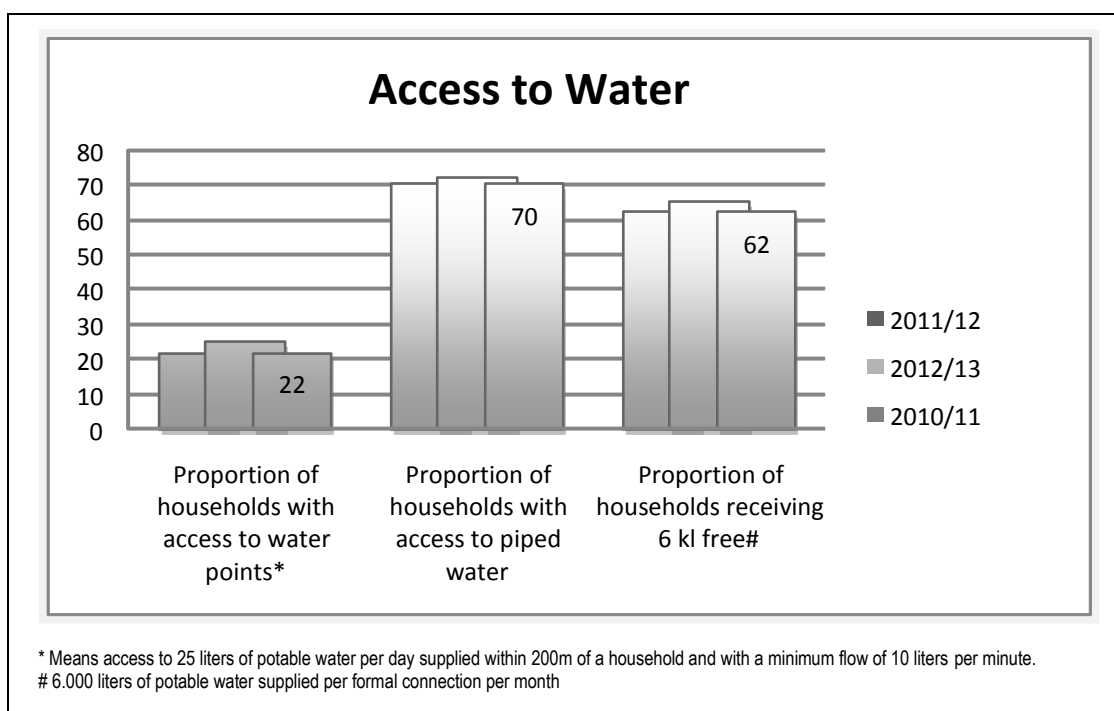 Access to Water
80
70
60
50
40
30
20
10
0
22
70
62
2011/12
2012/13
2010/11
Proportion of
households with
access to water
points*
Proportion of
households with
access to piped
water
Proportion of
households receiving
6 kl free#
* Means access to 25 liters of potable water per day supplied within 200m of a household and with a minimum flow of 10 liters per minute.
# 6.000 liters of potable water supplied per formal connection per month